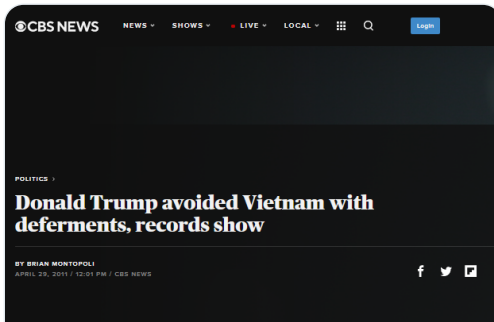 CBS NEWS NEWS SHOWS LIVE LOCAL Login
POLITICS
Donald Trump avoided Vietnam with
deferments, records show
BY BRIAN MONTOPOLI
APRIL 29, 2011 / 12:01 PM / CBS NEWS